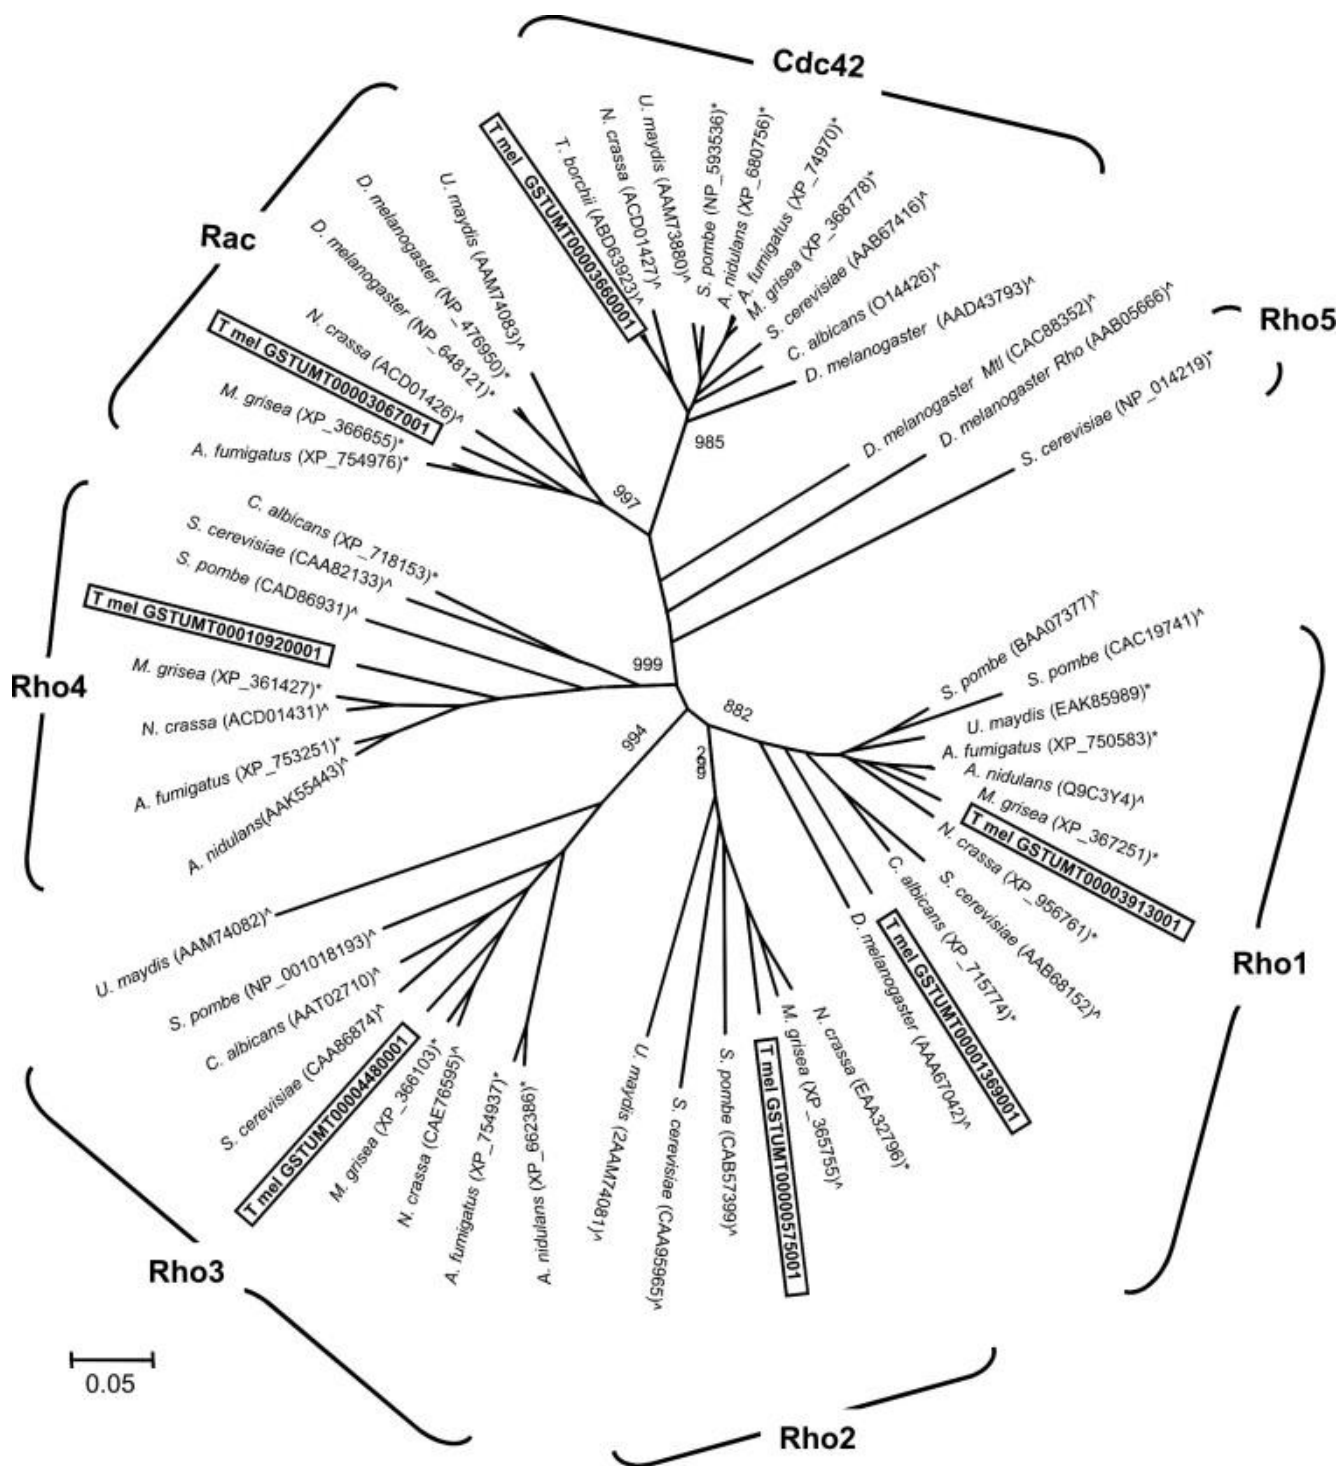 Cdc42
T mel GSTUMT00003660001
T. borchii (ABD63923)^
N. crassa (ACD01427)^
U. maydis (AAM73880)^
S. pombe (NP_593536)*
A. nidulans (XP_680756)*
A. fumigatus (XP_74970)*
M. grisea (XP_368778)*
S. cerevisiae (AAB67416)^
C. albicans (O14426)^
D. melanogaster (AAD43793)^
985
D. melanogaster Mtl (CAC88352)^
D. melanogaster Rho (AAB05666)^
Rho5
S. cerevisiae (NP_014219)*
Rac
U. maydis (AAM74083)^
D. melanogaster (NP_476950)*
D. melanogaster (NP_648121)*
N. crassa (ACD01426)^
T mel GSTUMT00003067001
M. grisea (XP_366655)*
A. fumigatus (XP_754976)*
997
Rho4
C. albicans (XP_718153)*
S. cerevisiae (CAA82133)^
S. pombe (CAD86931)^
T mel GSTUMT00010920001
M. grisea (XP_361427)*
N. crassa (ACD01431)^
A. fumigatus (XP_753251)*
A. nidulans(AAK55443)^
999
882
994
Rho1
S. pombe (BAA07377)^
S. pombe (CAC19741)^
U. maydis (EAK85989)*
A. fumigatus (XP_750583)*
A. nidulans (Q9C3Y4)^
M. grisea (XP_367251)*
T mel GSTUMT00003913001
N. crassa (XP_956761)*
S. cerevisiae (AAB68152)^
C. albicans (XP_715774)*
T mel GSTUMT00001369001
D. melanogaster (AAA67042)^
Rho3
U. maydis (AAM74082)^
S. pombe (NP_001018193)^
C. albicans (AAT02710)^
S. cerevisiae (CAA86874)^
T mel GSTUMT00004480001
M. grisea (XP_366103)*
N. crassa (CAE76595)^
A. fumigatus (XP_754937)*
A. nidulans (XP_662386)*
U. maydis (2AAM74081)^
S. cerevisiae (CAA95965)^
S. pombe (CAB57399)^
T mel GSTUMT00000575001
M. grisea (XP_365755)^
N. crassa (EAA32796)*
Rho2
0.05